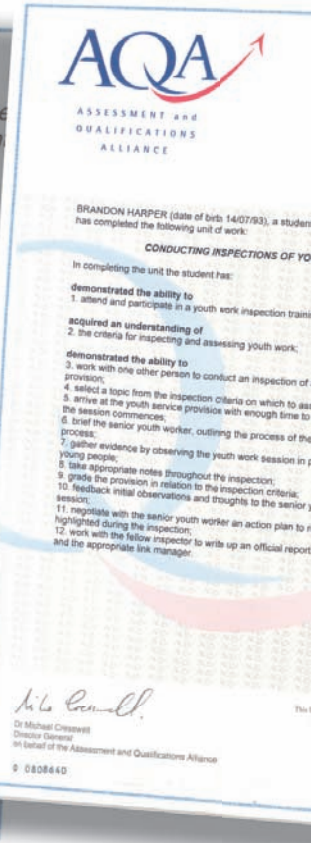 AQA
ASSESSMENT and
QUALIFICATIONS
ALLIANCE
BRANDON HARPER (date of birth 14/07/93), a student
has completed the following unit of work:
CONDUCTING INSPECTIONS OF YO
In completing the unit the student has:
demonstrated the ability to
1. attend and participate in a youth work inspection traini
acquired an understanding of
2. the criteria for inspecting and assessing youth work;
demonstrated the ability to
3. work with one other person to conduct an inspection of
provision;
4. select a topic from the inspection criteria on which to as
5. arrive at the youth service provision with enough time to
the session commences;
6. brief the senior youth worker, outlining the process of the
process;
7. gather evidence by observing the youth work session in p
young people;
8. take appropriate notes throughout the inspection;
9. grade the provision in relation to the inspection criteria;
10. feedback initial observations and thoughts to the senior y
session;
11. negotiate with the senior youth worker an action plan to r
highlighted during the inspection;
12. work with the fellow inspector to write up an official report
and the appropriate link manager.
This
Dr Michael Cresswell
Director General
on behalf of the Assessment and Qualifications Alliance
0808640